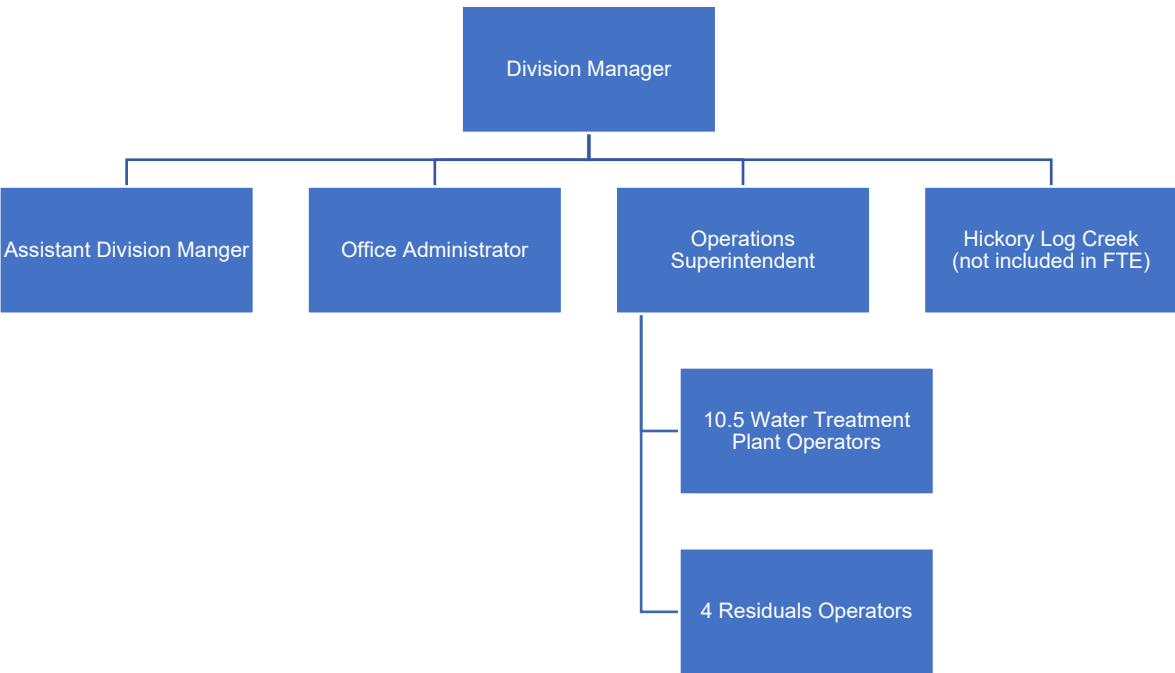 Division Manager
Assistant Division Manger
Office Administrator
Operations
Superintendent
Hickory Log Creek
(not included in FTE)
10.5 Water Treatment
Plant Operators
4 Residuals Operators